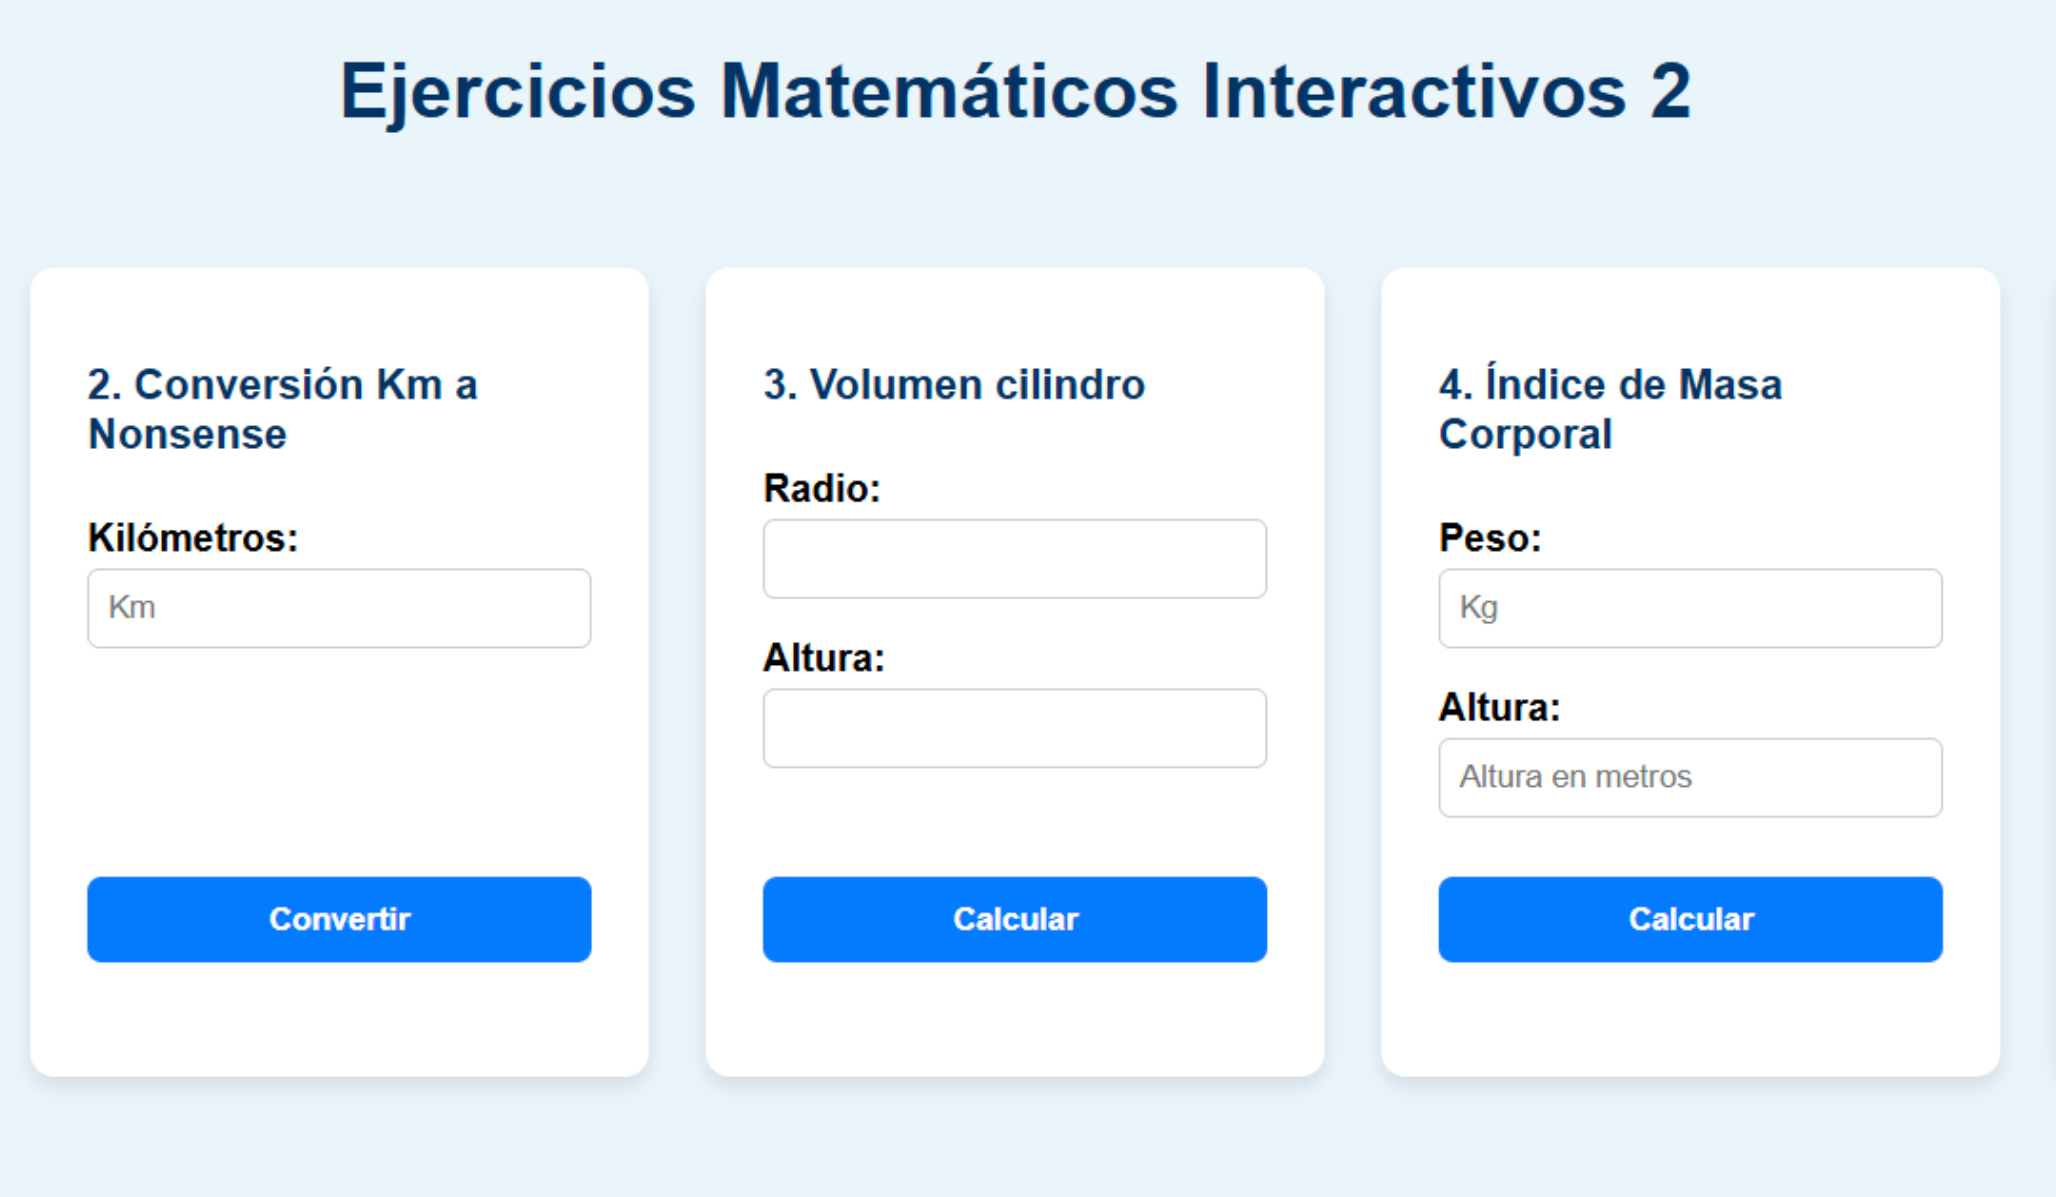 Ejercicios Matemáticos Interactivos 2
2. Conversión Km a
Nonsense
Kilómetros:
Km
Convertir
3. Volumen cilindro
Radio:
Altura:
Calcular
4. Índice de Masa
Corporal
Peso:
Kg
Altura:
Altura en metros
Calcular